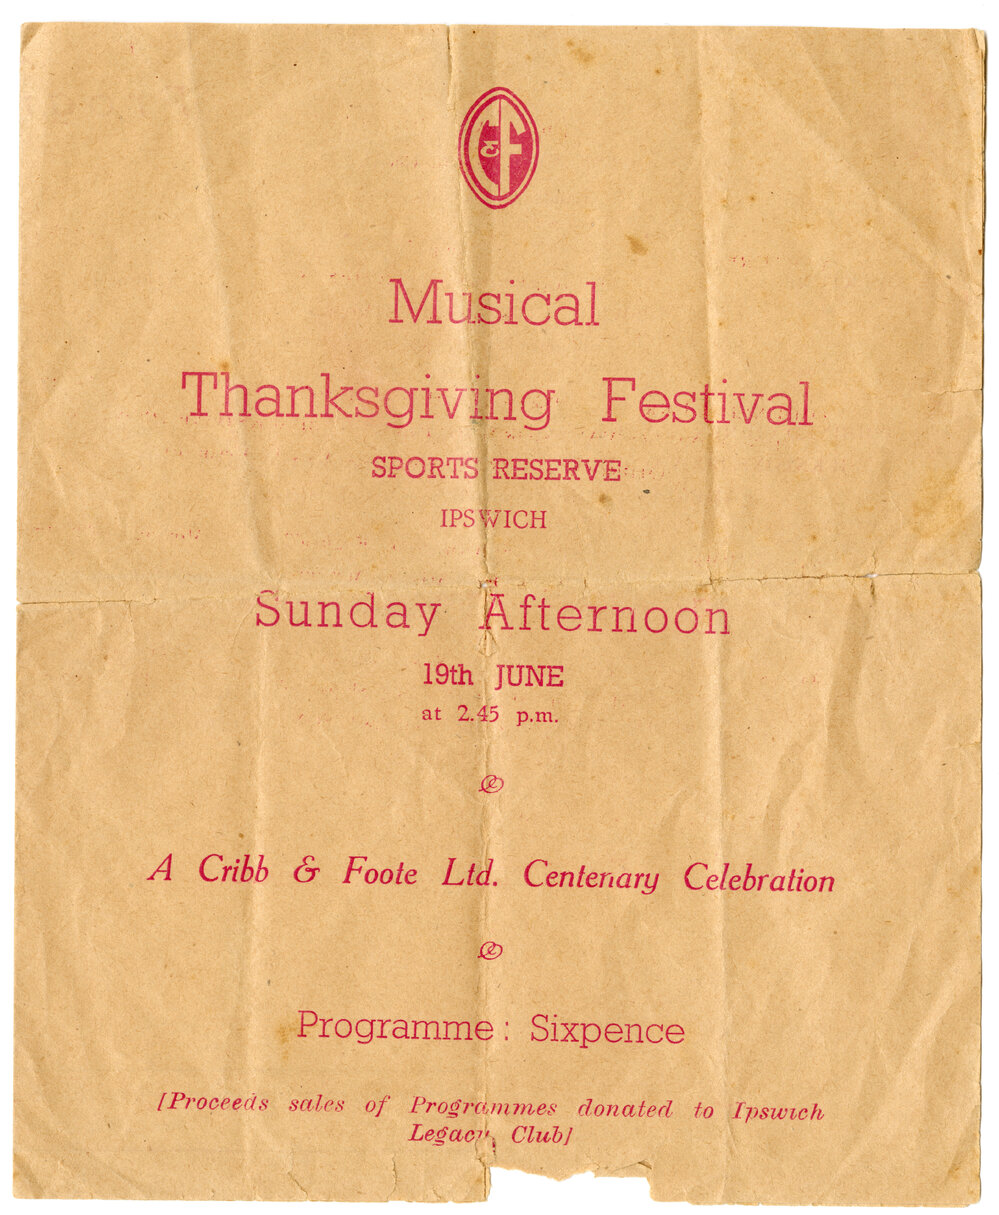 C&F
Musical
Thanksgiving Festival
SPORTS RESERVE
IPSWICH
Sunday Afternoon
19th JUNE
at 2.45 p.m.
A Cribb & Foote Ltd. Centenary Celebration
Programme: Sixpence
[Proceeds sales of Programmes donated to Ipswich
Legacy Club]